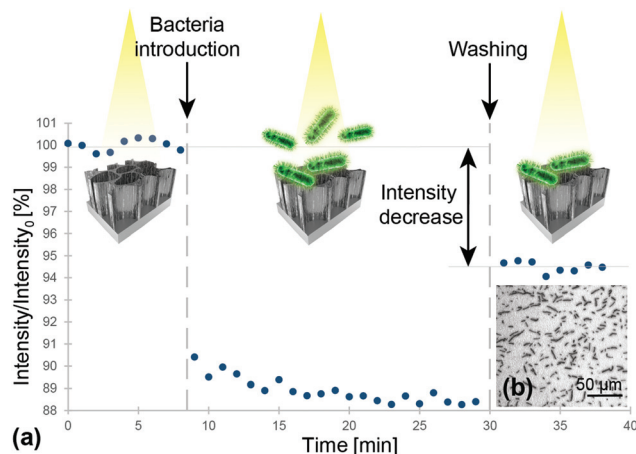 Bacteria
introduction
Washing
101
100
99
98
97
96
95
94
93
92
91
90
89
88
Intensity/Intensity₀ [%]
Intensity
decrease
(b)
50 µm
0
5
10
15
20
25
30
35
40
Time [min]
(a)